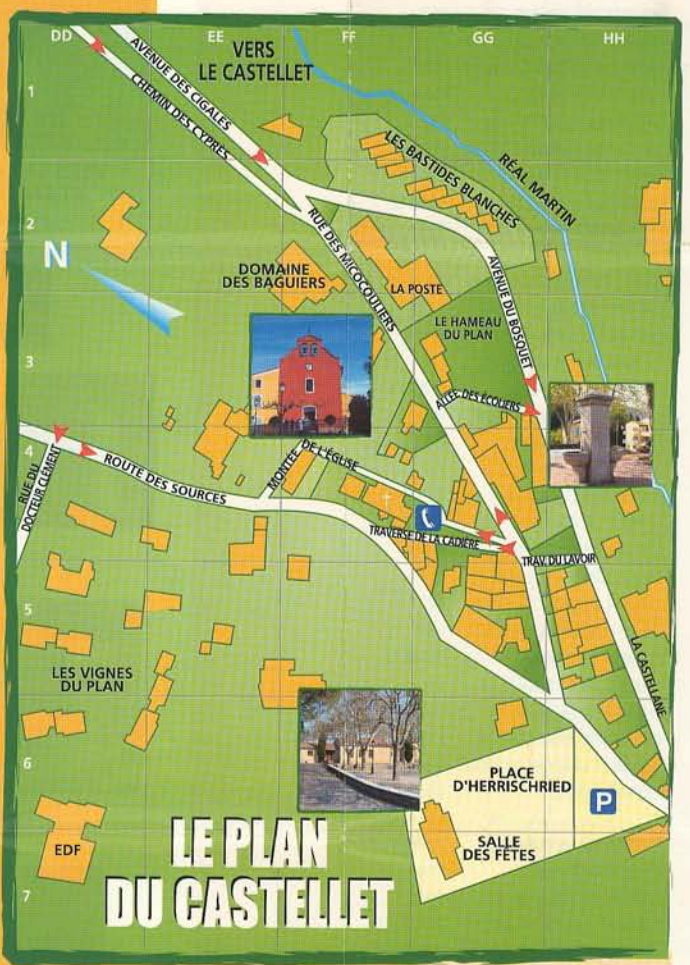 DD
EE
FF
GG
HH
1
2
3
4
5
6
7
VERS
LE CASTELLET
AVENUE DES CIGALES
CHEMIN DES CYPRES
LES BASTIDES BLANCHES
RÉAL MARTIN
RUE DES MICOCOULIERS
N
DOMAINE
DES BAGUIERS
LA POSTE
AVENUE DU BOSQUET
LE HAMEAU
DU PLAN
ALLÉE DES ÉCOLIERS
RUE DU
DOCTEUR CLEMENT
ROUTE DES SOURCES
MONTÉE DE L'ÉGLISE
TRAVERSE DE LA CADIÈRE
TRAV. DU LAVOIR
LA CASTELLANE
LES VIGNES
DU PLAN
PLACE
D'HERRISCHRIED
P
SALLE
DES FÊTES
EDF
LE PLAN
DU CASTELLET